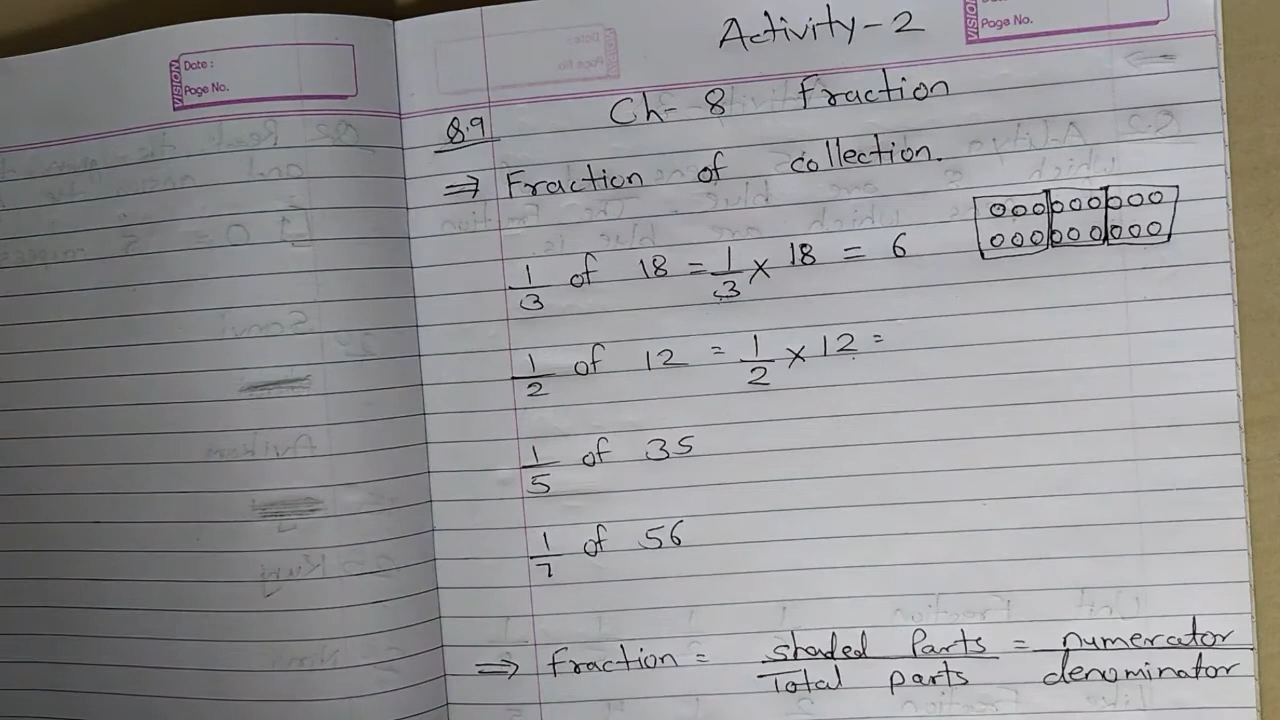 VISION
Date :
Page No.
Activity-2
VISION
Page No.
Ch- 8 Fraction
8.9
⇒ Fraction of collection.
1/3 of 18 = 1/3 × 18 = 6
1/2 of 12 = 1/2 × 12 =
1/5 of 35
1/7 of 56
⇒ Fraction = shaded Parts / Total parts = numerator / denominator